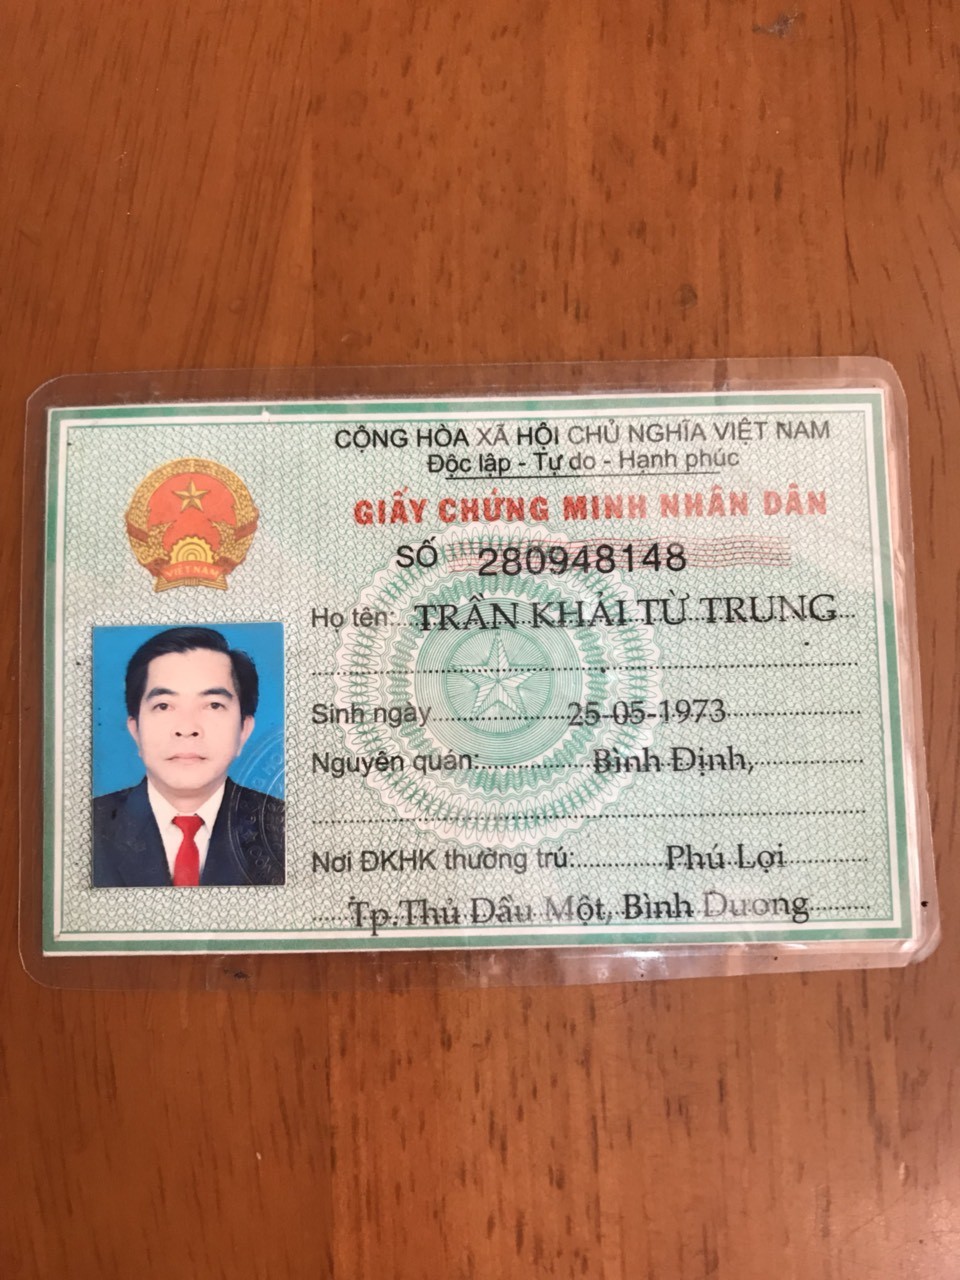 CỘNG HÒA XÃ HỘI CHỦ NGHĨA VIỆT NAM
Độc lập - Tự do - Hạnh phúc
GIẤY CHỨNG MINH NHÂN DÂN
SỐ 280948148
VIỆT NAM
Họ tên: TRẦN KHẢI TỪ TRUNG
Sinh ngày 25-05-1973
Nguyên quán: Bình Định,
Nơi ĐKHK thường trú: Phú Lợi
Tp.Thủ Dầu Một, Bình Dương